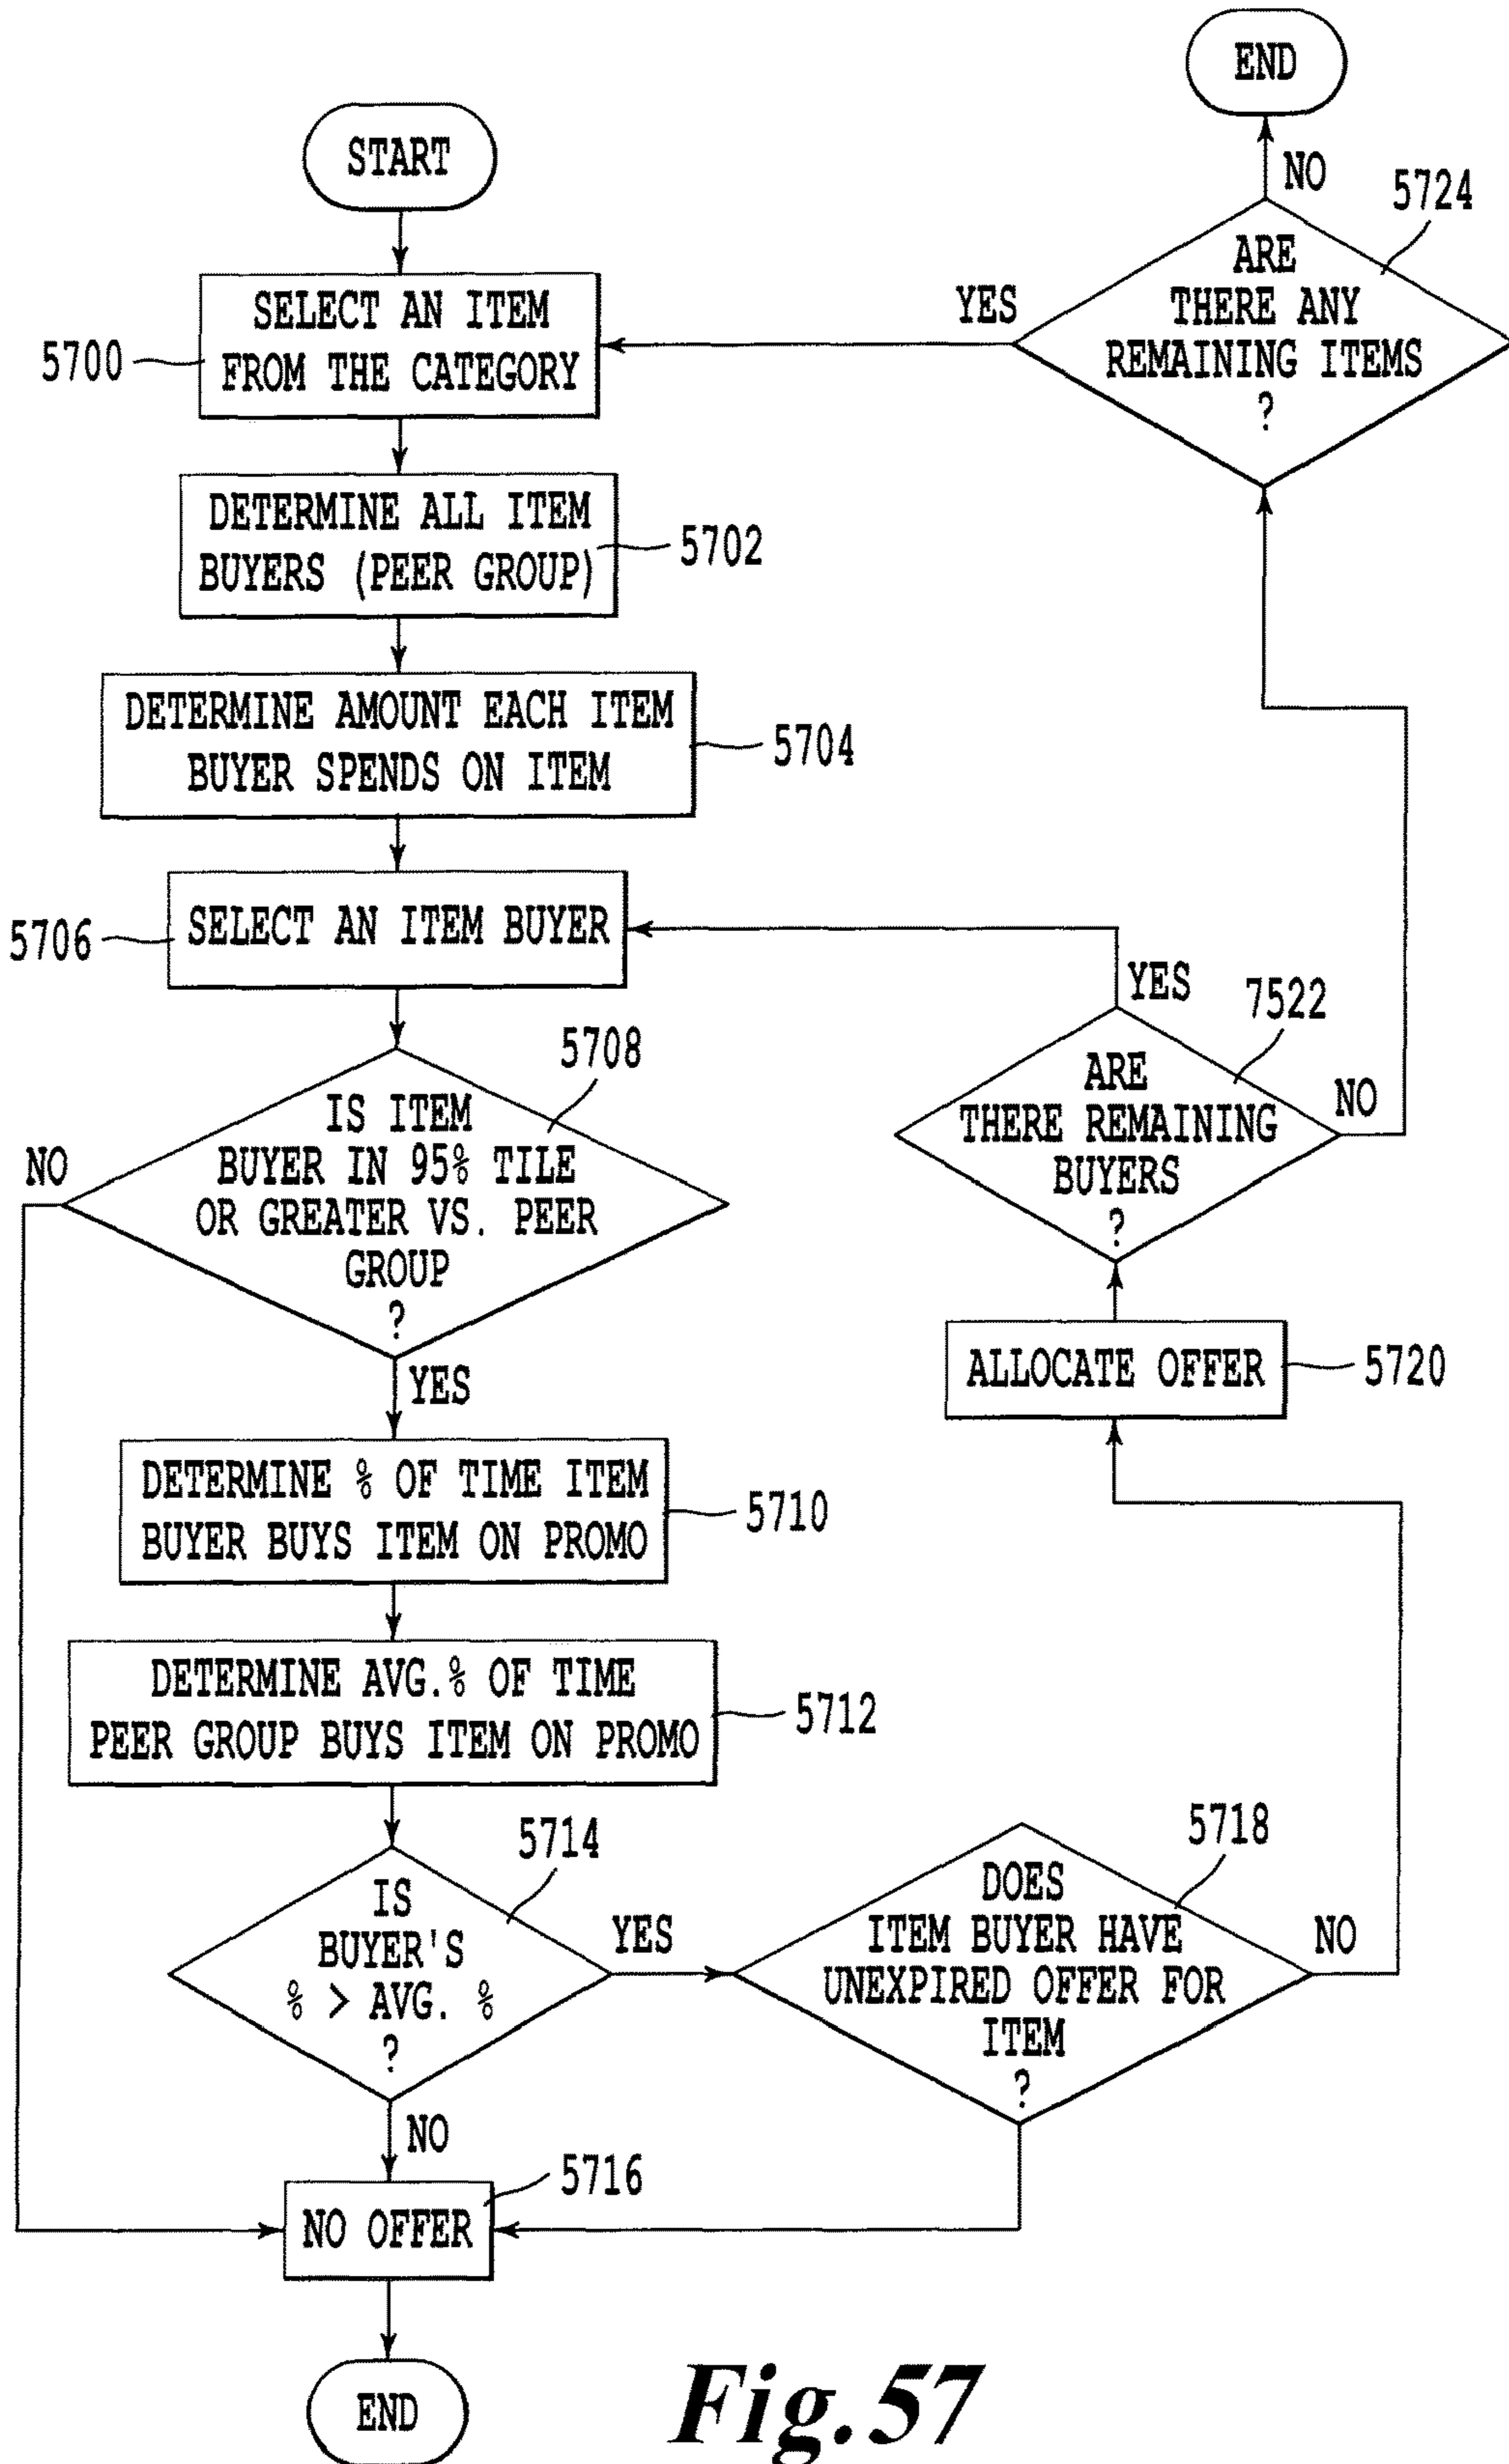 START
SELECT AN ITEM
FROM THE CATEGORY
5700
DETERMINE ALL ITEM
BUYERS (PEER GROUP)
5702
DETERMINE AMOUNT EACH ITEM
BUYER SPENDS ON ITEM
5704
SELECT AN ITEM BUYER
5706
5708
IS ITEM
BUYER IN 95% TILE
OR GREATER VS. PEER
GROUP
?
NO
YES
DETERMINE % OF TIME ITEM
BUYER BUYS ITEM ON PROMO
5710
DETERMINE AVG.% OF TIME
PEER GROUP BUYS ITEM ON PROMO
5712
5714
IS
BUYER'S
% > AVG. %
?
YES
NO
5716
NO OFFER
END
5718
DOES
ITEM BUYER HAVE
UNEXPIRED OFFER FOR
ITEM
?
NO
ALLOCATE OFFER
5720
7522
ARE
THERE REMAINING
BUYERS
?
YES
NO
5724
ARE
THERE ANY
REMAINING ITEMS
?
YES
NO
END
Fig.57